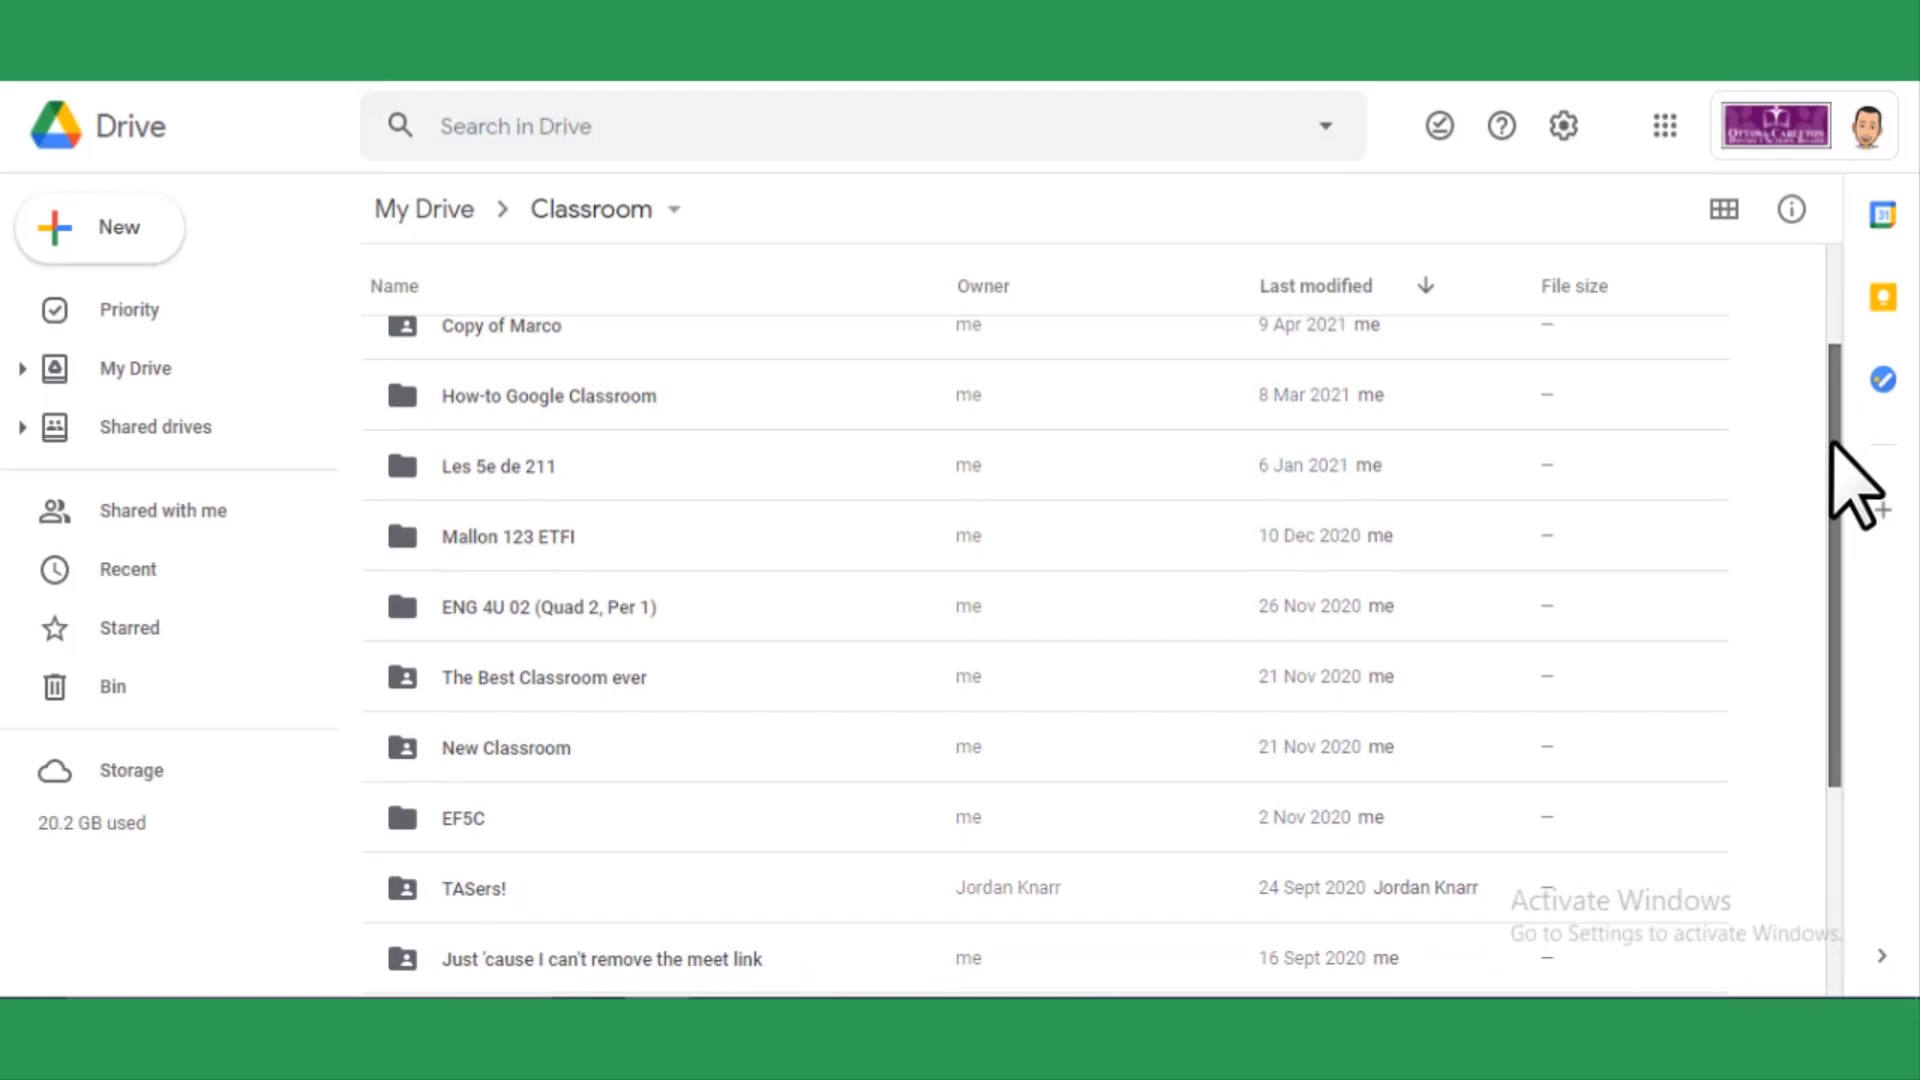 Drive
Search in Drive
OTTAWA-CARLETON
New
My Drive > Classroom
Name Owner Last modified File size
Priority
My Drive
Shared drives
Shared with me
Recent
Starred
Bin
Storage
20.2 GB used
Copy of Marco me 9 Apr 2021 me –
How-to Google Classroom me 8 Mar 2021 me –
Les 5e de 211 me 6 Jan 2021 me –
Mallon 123 ETFI me 10 Dec 2020 me –
ENG 4U 02 (Quad 2, Per 1) me 26 Nov 2020 me –
The Best Classroom ever me 21 Nov 2020 me –
New Classroom me 21 Nov 2020 me –
EF5C me 2 Nov 2020 me –
TASers! Jordan Knarr 24 Sept 2020 Jordan Knarr –
Just 'cause I can't remove the meet link me 16 Sept 2020 me –
31
Activate Windows
Go to Settings to activate Windows.